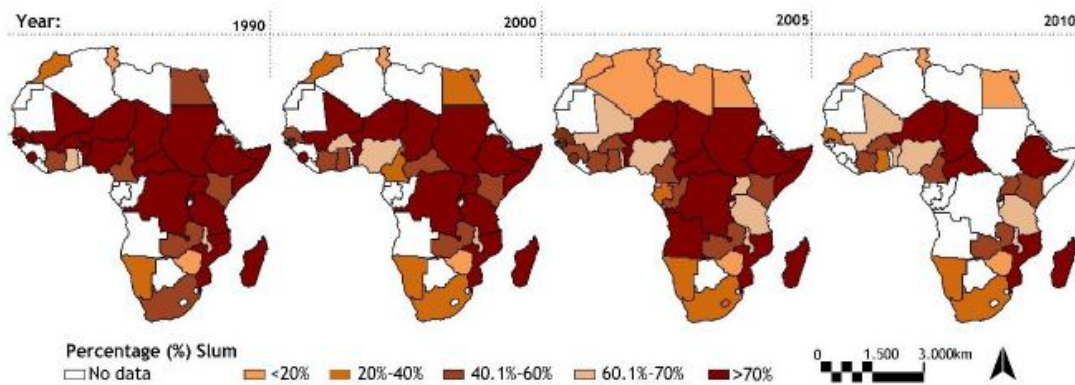 Year: 1990 2000 2005 2010
Percentage (%) Slum
No data <20% 20%-40% 40.1%-60% 60.1%-70% >70%
0 1.500 3.000km